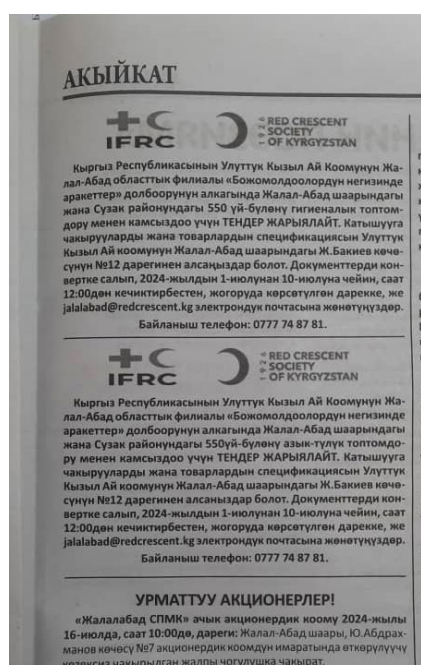 АКЫЙКАТ
IFRC
1926
RED CRESCENT
SOCIETY
OF KYRGYZSTAN
Кыргыз Республикасынын Улуттук Кызыл Ай Коомунун Жа-
лал-Абад областтык филиалы «Божомолдоолордун негизинде
аракеттер» долбоорунун алкагында Жалал-Абад шаарындагы
жана Сузак районундагы 550 үй-бүлөнү гигиеналык топтом-
дору менен камсыздоо үчүн ТЕНДЕР ЖАРЫЯЛАЙТ. Катышууга
чакырууларды жана товарлардын спецификациясын Улуттук
Кызыл Ай коомунун Жалал-Абад шаарындагы Ж.Бакиев көчө-
сүнүн №12 дарегинен алсаңыздар болот. Документтерди кон-
вертке салып, 2024-жылдын 1-июлунан 10-июлуна чейин, саат
12:00дөн кечиктирбестен, жогоруда көрсөтүлгөн дарекке, же
jalalabad@redcrescent.kg электрондук почтасына жөнөтүңүздөр.
Байланыш телефон: 0777 74 87 81.
IFRC
1926
RED CRESCENT
SOCIETY
OF KYRGYZSTAN
Кыргыз Республикасынын Улуттук Кызыл Ай Коомунун Жа-
лал-Абад областтык филиалы «Божомолдоолордун негизинде
аракеттер» долбоорунун алкагында Жалал-Абад шаарындагы
жана Сузак районундагы 550үй-бүлөнү азык-түлүк топтомдо-
ру менен камсыздоо үчүн ТЕНДЕР ЖАРЫЯЛАЙТ. Катышууга
чакырууларды жана товарлардын спецификациясын Улуттук
Кызыл Ай коомунун Жалал-Абад шаарындагы Ж.Бакиев көчө-
сүнүн №12 дарегинен алсаңыздар болот. Документтерди кон-
вертке салып, 2024-жылдын 1-июлунан 10-июлуна чейин, саат
12:00дөн кечиктирбестен, жогоруда көрсөтүлгөн дарекке, же
jalalabad@redcrescent.kg электрондук почтасына жөнөтүңүздөр.
Байланыш телефон: 0777 74 87 81.
УРМАТТУУ АКЦИОНЕРЛЕР!
«Жалалабад СПМК» ачык акционердик коому 2024-жылы
16-июлда, саат 10:00дө, дареги: Жалал-Абад шаары, Ю.Абдрах-
манов көчөсү №7 акционердик коомдун имаратында өткөрүлүүчү
кезексиз чакырылган жалпы чогулушка чакырат.